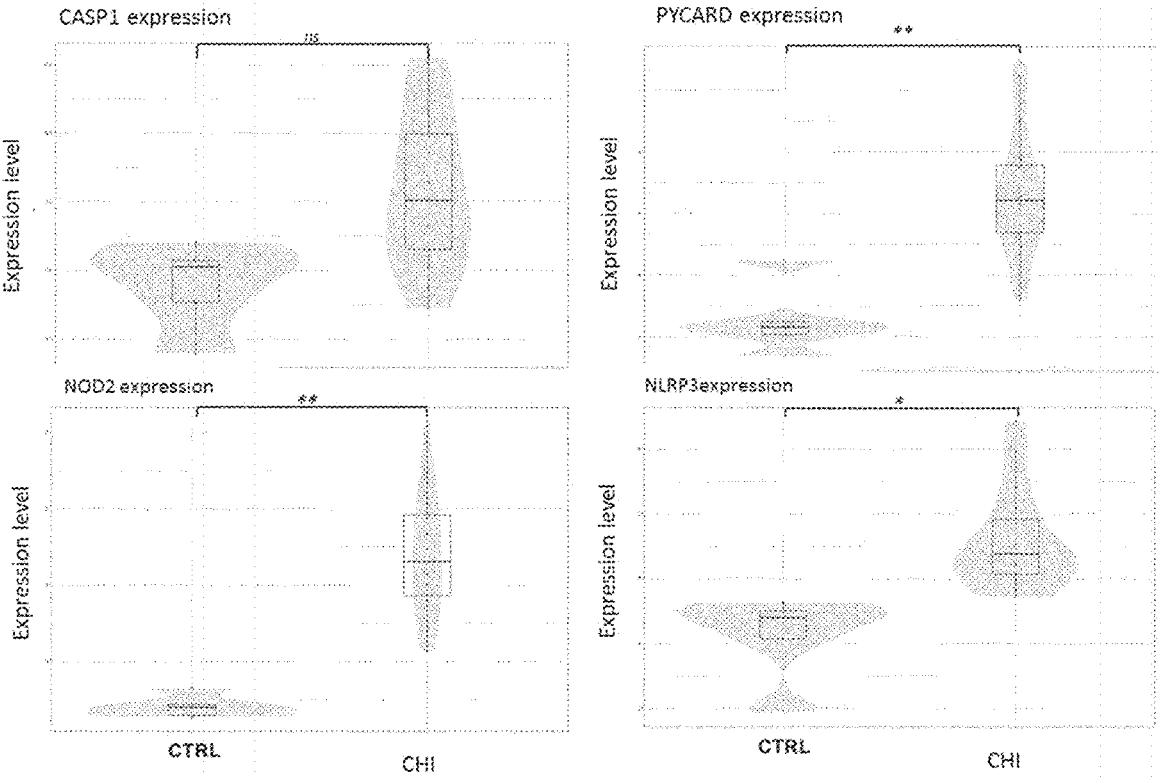 CASP1 expression
PYCARD expression
ns
**
Expression level
Expression level
NOD2 expression
NLRP3expression
**
*
Expression level
Expression level
CTRL
CHI
CTRL
CHI